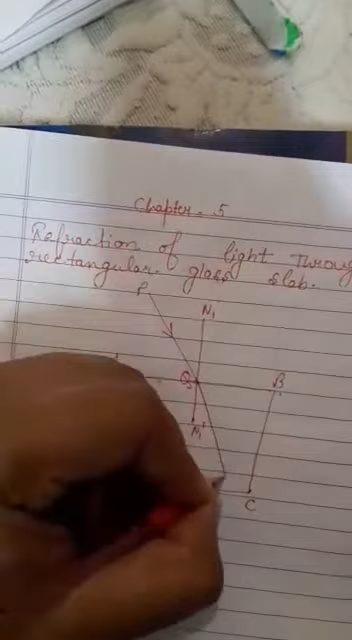 Chapter. 5
Refraction of light Through
rectangular glass slab.
P
N₁
Q
B
N₁'
C